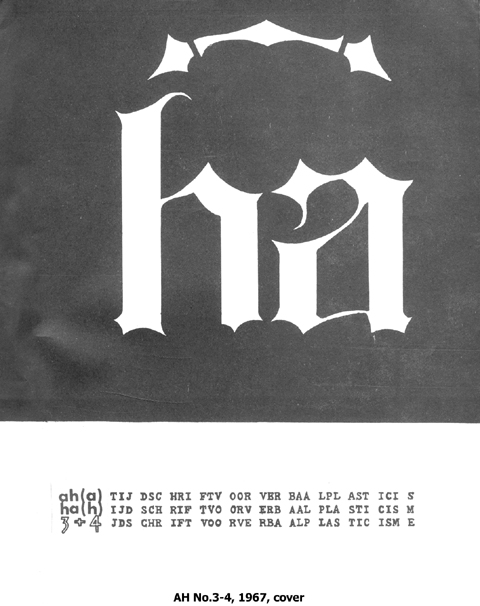 ha
ah(a) TIJ DSC HRI FTV OOR VER BAA LPL AST ICI S
ha(h) IJD SCH RIF TVO ORV ERB AAL PLA STI CIS M
3+4 JDS CHR IFT VOO RVE RBA ALP LAS TIC ISM E
AH No.3-4, 1967, cover